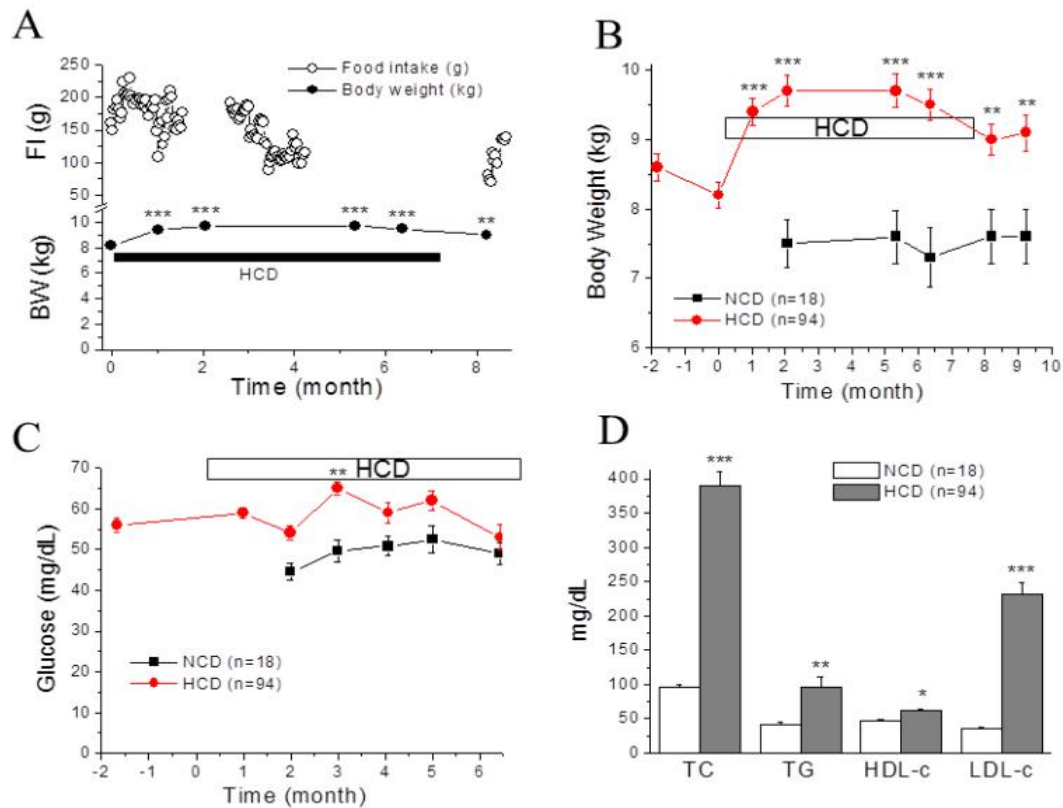 A
250
200
150
100
50
FI (g)
Food intake (g)
Body weight (kg)
*** *** *** *** **
12
10
8
6
4
2
0
BW (kg)
HCD
0 2 4 6 8
Time (month)
B
10
9
8
7
6
Body Weight (kg)
*** *** *** *** ** **
HCD
NCD (n=18)
HCD (n=94)
-2 -1 0 1 2 3 4 5 6 7 8 9 10
Time (month)
C
70
60
50
40
30
20
10
0
Glucose (mg/dL)
HCD
**
NCD (n=18)
HCD (n=94)
-2 -1 0 1 2 3 4 5 6
Time (month)
D
400
350
300
250
200
150
100
50
0
mg/dL
NCD (n=18)
HCD (n=94)
*** ** * ***
TC TG HDL-c LDL-c